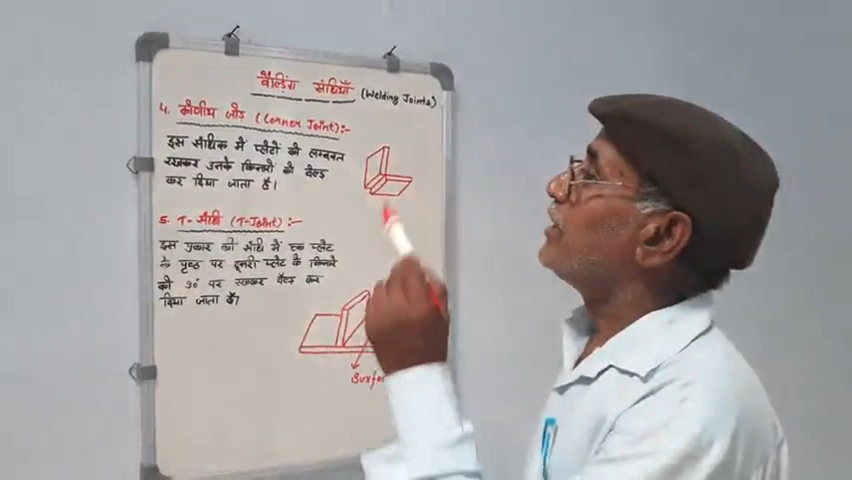 वैल्डिंग संधियाँ (Welding Joints)
4. कोणीय जोड़ (Corner Joint):-
इस संधिक में प्लेटों को लम्बवत
रखकर उनके किनारों को वेल्ड
कर दिया जाता है।
5. T-संधि (T-Joint):-
इस प्रकार की संधि में एक प्लेट
के पृष्ठ पर दूसरी प्लेट के किनारे
को 90° पर रखकर वैल्ड कर
दिया जाता है।